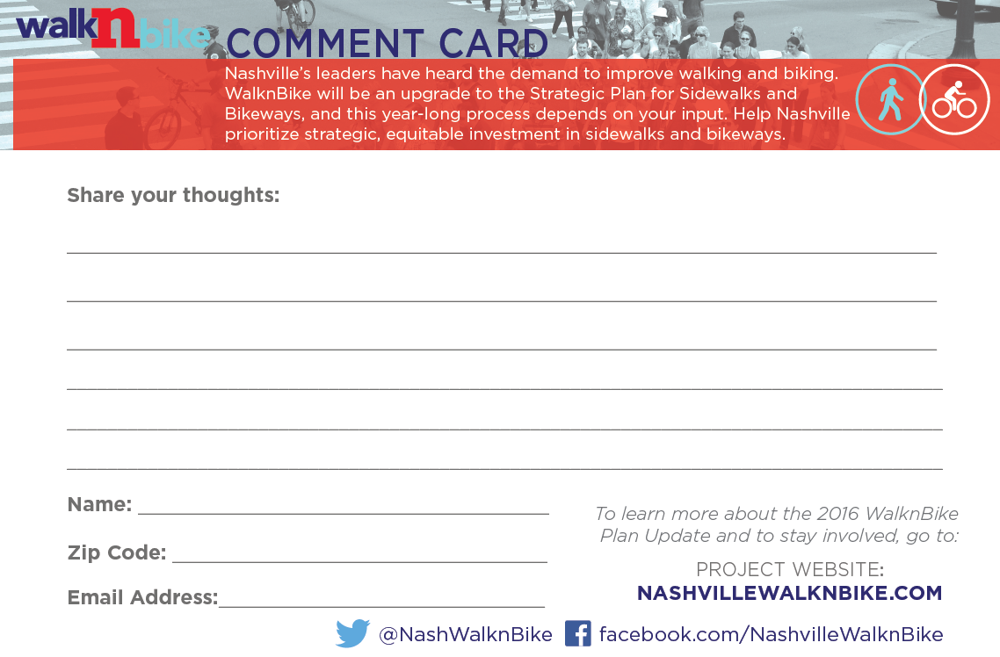 walknbike
COMMENT CARD
Nashville’s leaders have heard the demand to improve walking and biking.
WalknBike will be an upgrade to the Strategic Plan for Sidewalks and
Bikeways, and this year-long process depends on your input. Help Nashville
prioritize strategic, equitable investment in sidewalks and bikeways.
Share your thoughts:
Name:
Zip Code:
Email Address:
To learn more about the 2016 WalknBike
Plan Update and to stay involved, go to:
PROJECT WEBSITE:
NASHVILLEWALKNBIKE.COM
@NashWalknBike
facebook.com/NashvilleWalknBike